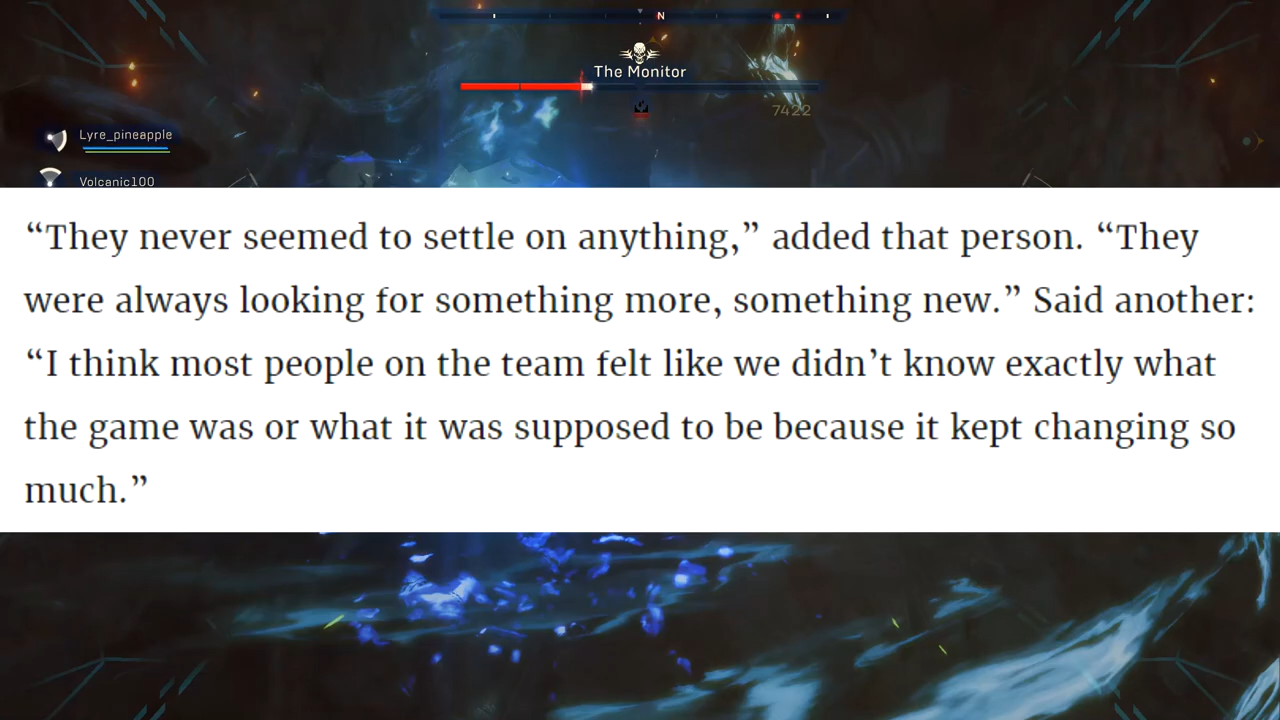 N
The Monitor
7422
Lyre_pineapple
Volcanic100
“They never seemed to settle on anything,” added that person. “They
were always looking for something more, something new.” Said another:
“I think most people on the team felt like we didn’t know exactly what
the game was or what it was supposed to be because it kept changing so
much.”